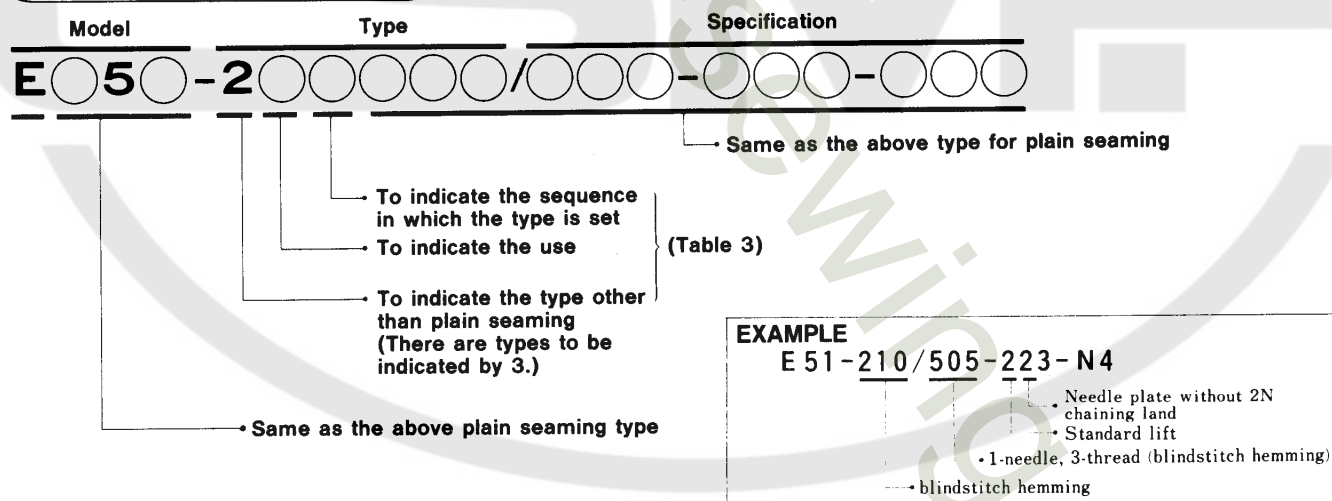 Model Type Specification
E○5○-2○○○○○/○○○-○○○-○○○
Same as the above type for plain seaming
To indicate the sequence
in which the type is set
To indicate the use
(Table 3)
To indicate the type other
than plain seaming
(There are types to be
indicated by 3.)
Same as the above plain seaming type
EXAMPLE
E51-210/505-223-N4
Needle plate without 2N
chaining land
Standard lift
1-needle, 3-thread (blindstitch hemming)
blindstitch hemming
sewing